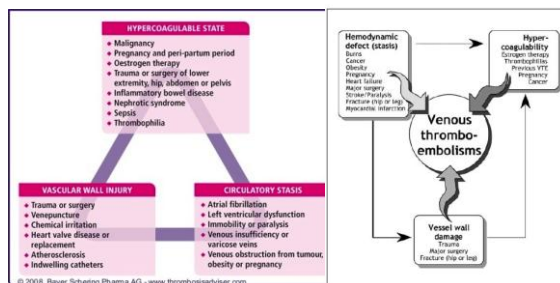 HYPERCOAGULABLE STATE
◆ Malignancy
◆ Pregnancy and peri-partum period
◆ Oestrogen therapy
◆ Trauma or surgery of lower
extremity, hip, abdomen or pelvis
◆ Inflammatory bowel disease
◆ Nephrotic syndrome
◆ Sepsis
◆ Thrombophilia
VASCULAR WALL INJURY
◆ Trauma or surgery
◆ Venepuncture
◆ Chemical irritation
◆ Heart valve disease or
replacement
◆ Atherosclerosis
◆ Indwelling catheters
CIRCULATORY STASIS
◆ Atrial fibrillation
◆ Left ventricular dysfunction
◆ Immobility or paralysis
◆ Venous insufficiency or
varicose veins
◆ Venous obstruction from tumour,
obesity or pregnancy
© 2008, Bayer Schering Pharma AG - www.thrombosisadviser.com
Hemodynamic
defect (stasis)
Burns
Cancer
Obesity
Pregnancy
Heart failure
Major surgery
Stroke/Paralysis
Fracture (hip or leg)
Myocardial infarction
Hyper-
coagulability
Estrogen therapy
Thrombophilias
Previous VTE
Pregnancy
Cancer
Venous
thrombo-
embolisms
Vessel wall
damage
Trauma
Major surgery
Fracture (hip or leg)